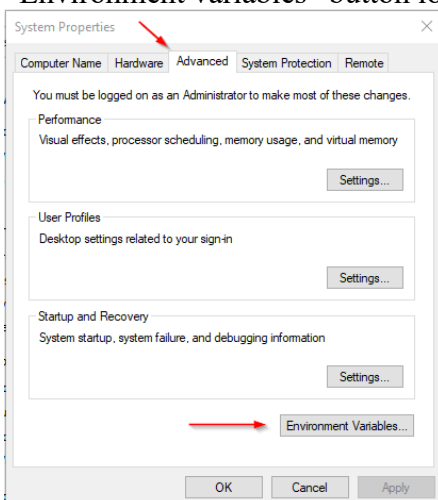 Environment Variables" button
System Properties
Computer Name Hardware Advanced System Protection Remote
You must be logged on as an Administrator to make most of these changes.
Performance
Visual effects, processor scheduling, memory usage, and virtual memory
Settings...
User Profiles
Desktop settings related to your sign-in
Settings...
Startup and Recovery
System startup, system failure, and debugging information
Settings...
Environment Variables...
OK Cancel Apply